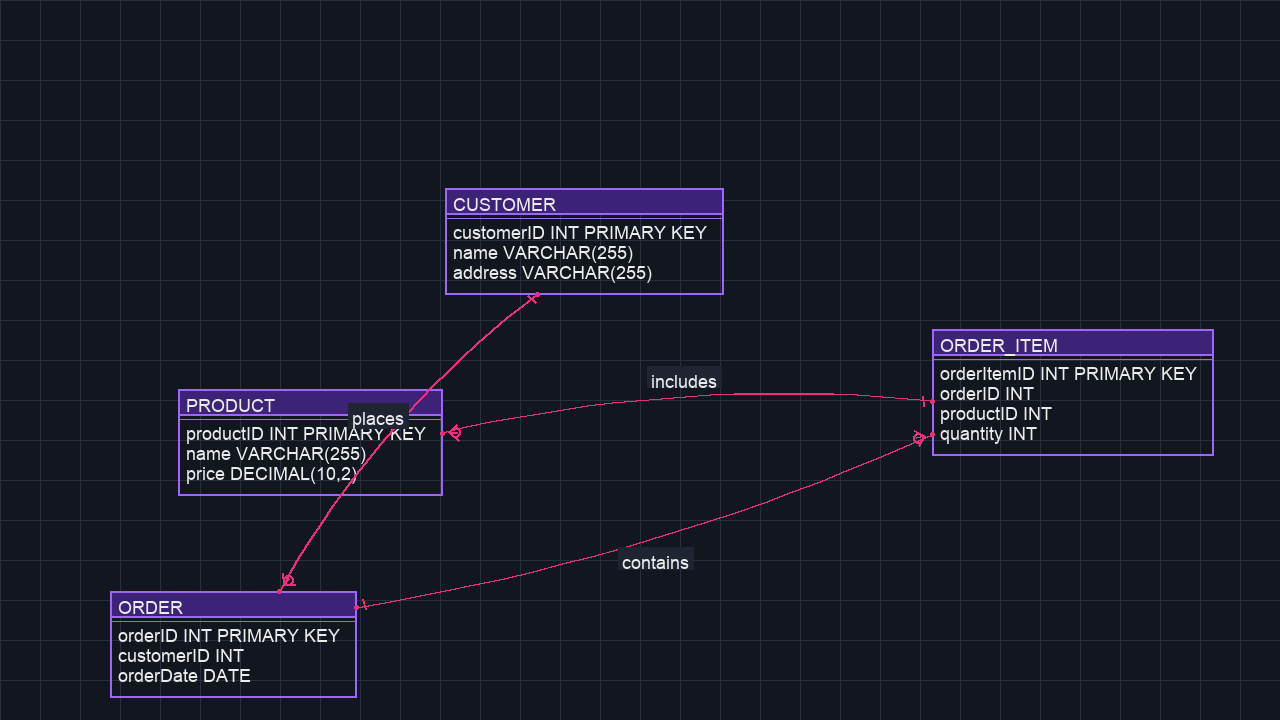 CUSTOMER
customerID INT PRIMARY KEY
name VARCHAR(255)
address VARCHAR(255)
ORDER_ITEM
orderItemID INT PRIMARY KEY
orderID INT
productID INT
quantity INT
includes
PRODUCT
places
productID INT PRIMARY KEY
name VARCHAR(255)
price DECIMAL(10,2)
contains
ORDER
orderID INT PRIMARY KEY
customerID INT
orderDate DATE